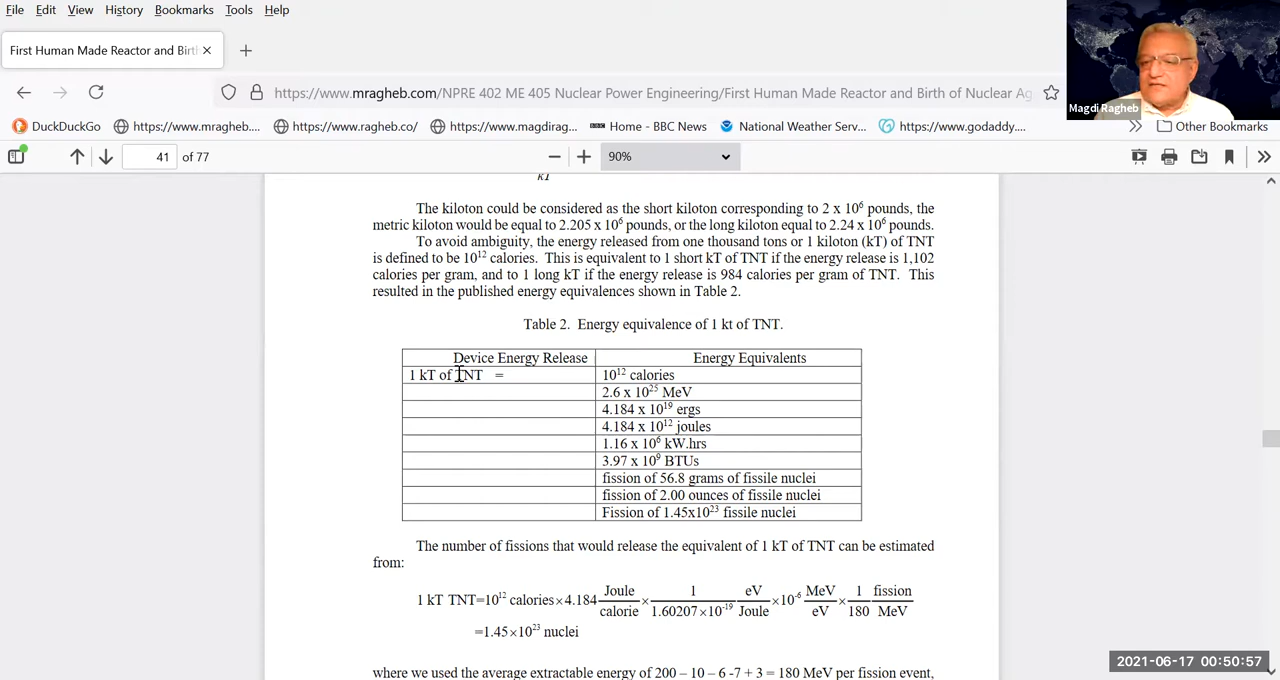 File Edit View History Bookmarks Tools Help
First Human Made Reactor and Birt
https://www.mragheb.com/NPRE 402 ME 405 Nuclear Power Engineering/First Human Made Reactor and Birth of Nuclear Ag
Magdi Ragheb
DuckDuckGo https://www.mragheb.... https://www.ragheb.co/ https://www.magdirag... BBC Home - BBC News National Weather Serv... https://www.godaddy.... Other Bookmarks
41 of 77 90%
kT
The kiloton could be considered as the short kiloton corresponding to 2 x 10⁶ pounds, the
metric kiloton would be equal to 2.205 x 10⁶ pounds, or the long kiloton equal to 2.24 x 10⁶ pounds.
To avoid ambiguity, the energy released from one thousand tons or 1 kiloton (kT) of TNT
is defined to be 10¹² calories. This is equivalent to 1 short kT of TNT if the energy release is 1,102
calories per gram, and to 1 long kT if the energy release is 984 calories per gram of TNT. This
resulted in the published energy equivalences shown in Table 2.
Table 2. Energy equivalence of 1 kt of TNT.
Device Energy Release Energy Equivalents
1 kT of TNT = 10¹² calories
2.6 x 10²⁵ MeV
4.184 x 10¹⁹ ergs
4.184 x 10¹² joules
1.16 x 10⁶ kW.hrs
3.97 x 10⁹ BTUs
fission of 56.8 grams of fissile nuclei
fission of 2.00 ounces of fissile nuclei
Fission of 1.45x10²³ fissile nuclei
The number of fissions that would release the equivalent of 1 kT of TNT can be estimated
from:
1 kT TNT=10¹² calories×4.184 Joule/calorie × 1/1.60207×10⁻¹⁹ eV/Joule ×10⁻⁶ MeV/eV × 1/180 fission/MeV
=1.45×10²³ nuclei
where we used the average extractable energy of 200 – 10 – 6 -7 + 3 = 180 MeV per fission event,
2021-06-17 00:50:57